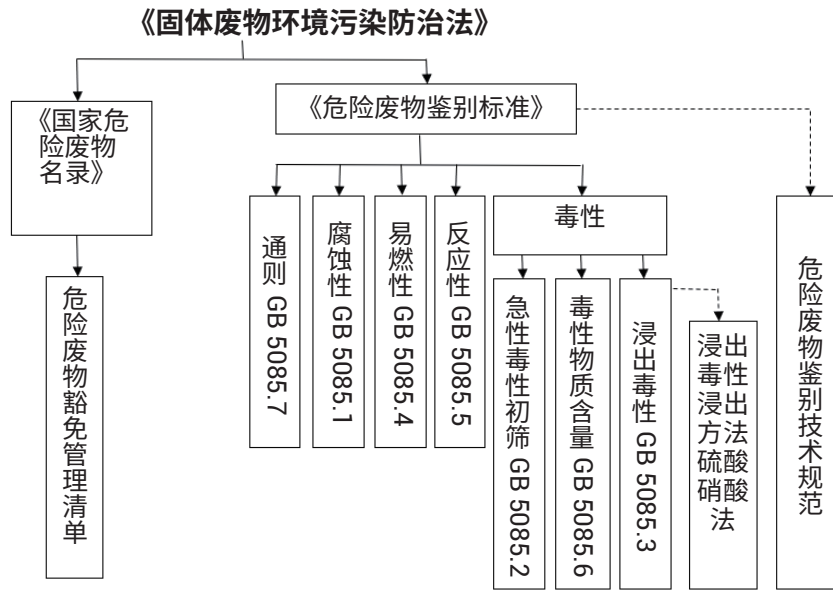 《固体废物环境污染防治法》
《国家危
险废物
名录》
危险废物豁免管理清单
《危险废物鉴别标准》
通则 GB 5085.7
腐蚀性 GB 5085.1
易燃性 GB 5085.4
反应性 GB 5085.5
毒性
急性毒性初筛 GB 5085.2
毒性物质含量 GB 5085.6
浸出毒性 GB 5085.3
浸出
毒性
浸出
方法
硫酸
硝酸
法
危险废物鉴别技术规范